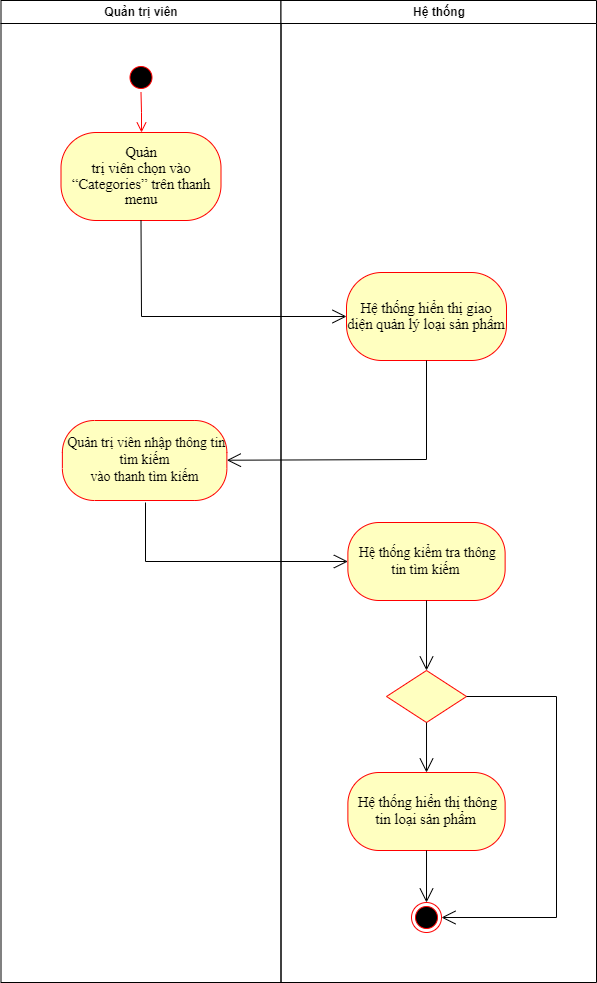 Quản trị viên
Hệ thống
Quản
trị viên chọn vào
“Categories” trên thanh
menu
Hệ thống hiển thị giao
diện quản lý loại sản phẩm
Quản trị viên nhập thông tin
tìm kiếm
vào thanh tìm kiếm
Hệ thống kiểm tra thông
tin tìm kiếm
Hệ thống hiển thị thông
tin loại sản phẩm